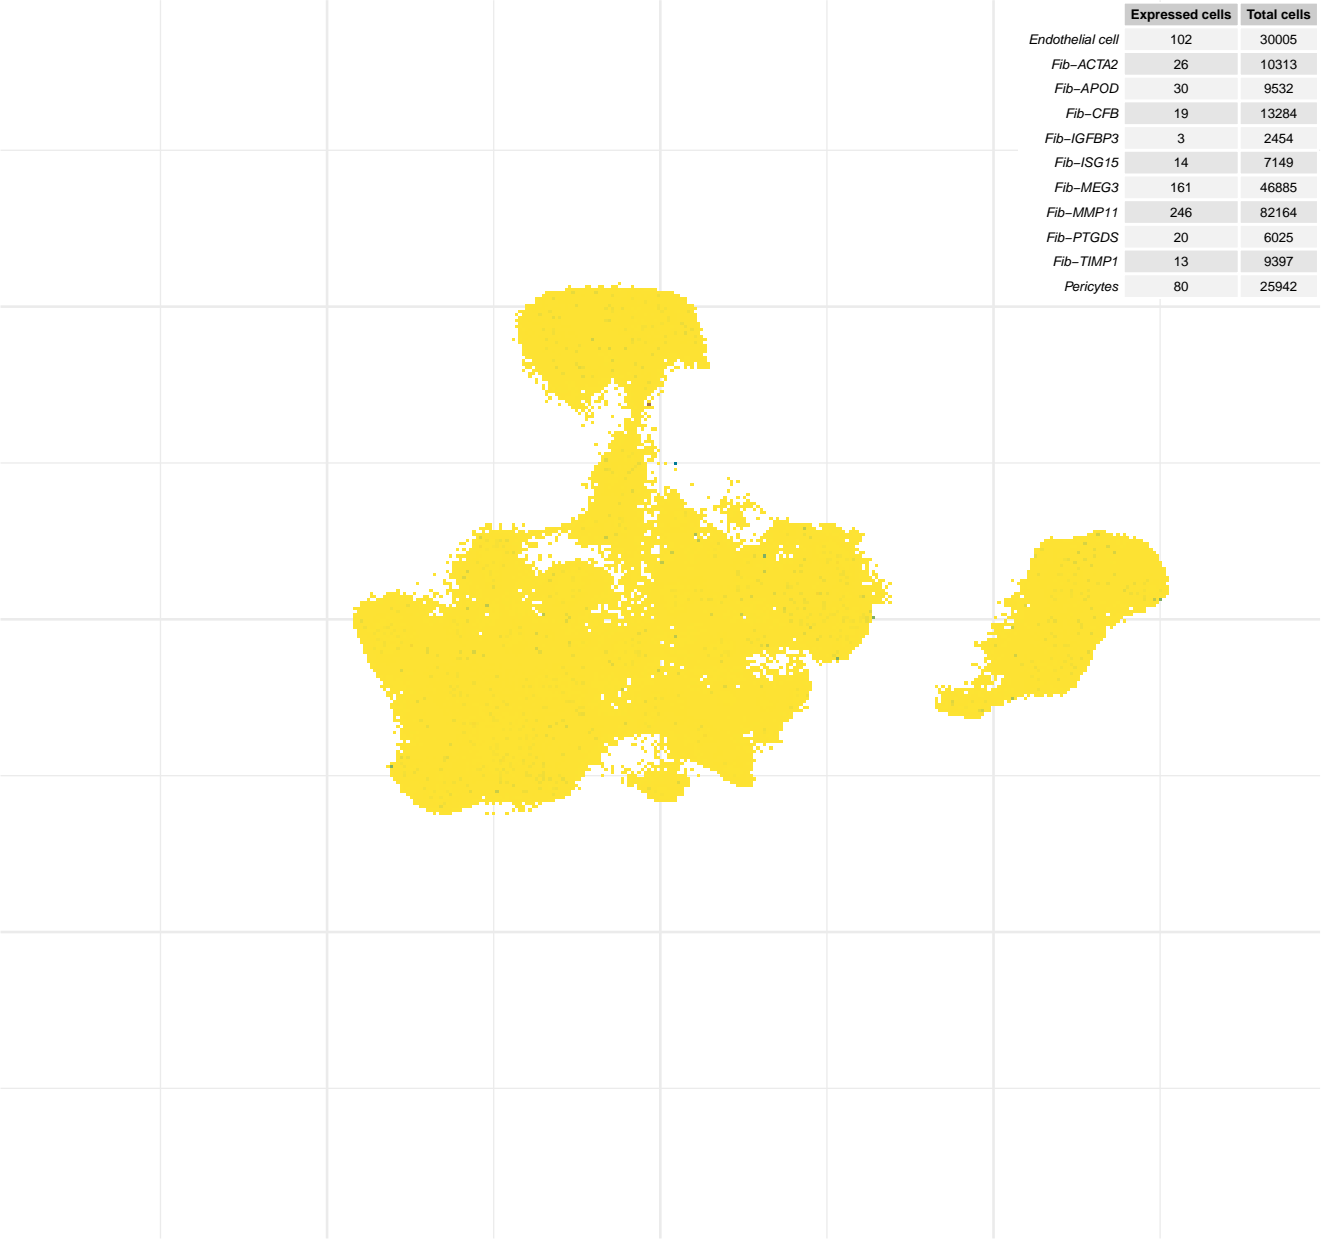 Expressed cells Total cells
Endothelial cell 102 30005
Fib−ACTA2 26 10313
Fib−APOD 30 9532
Fib−CFB 19 13284
Fib−IGFBP3 3 2454
Fib−ISG15 14 7149
Fib−MEG3 161 46885
Fib−MMP11 246 82164
Fib−PTGDS 20 6025
Fib−TIMP1 13 9397
Pericytes 80 25942